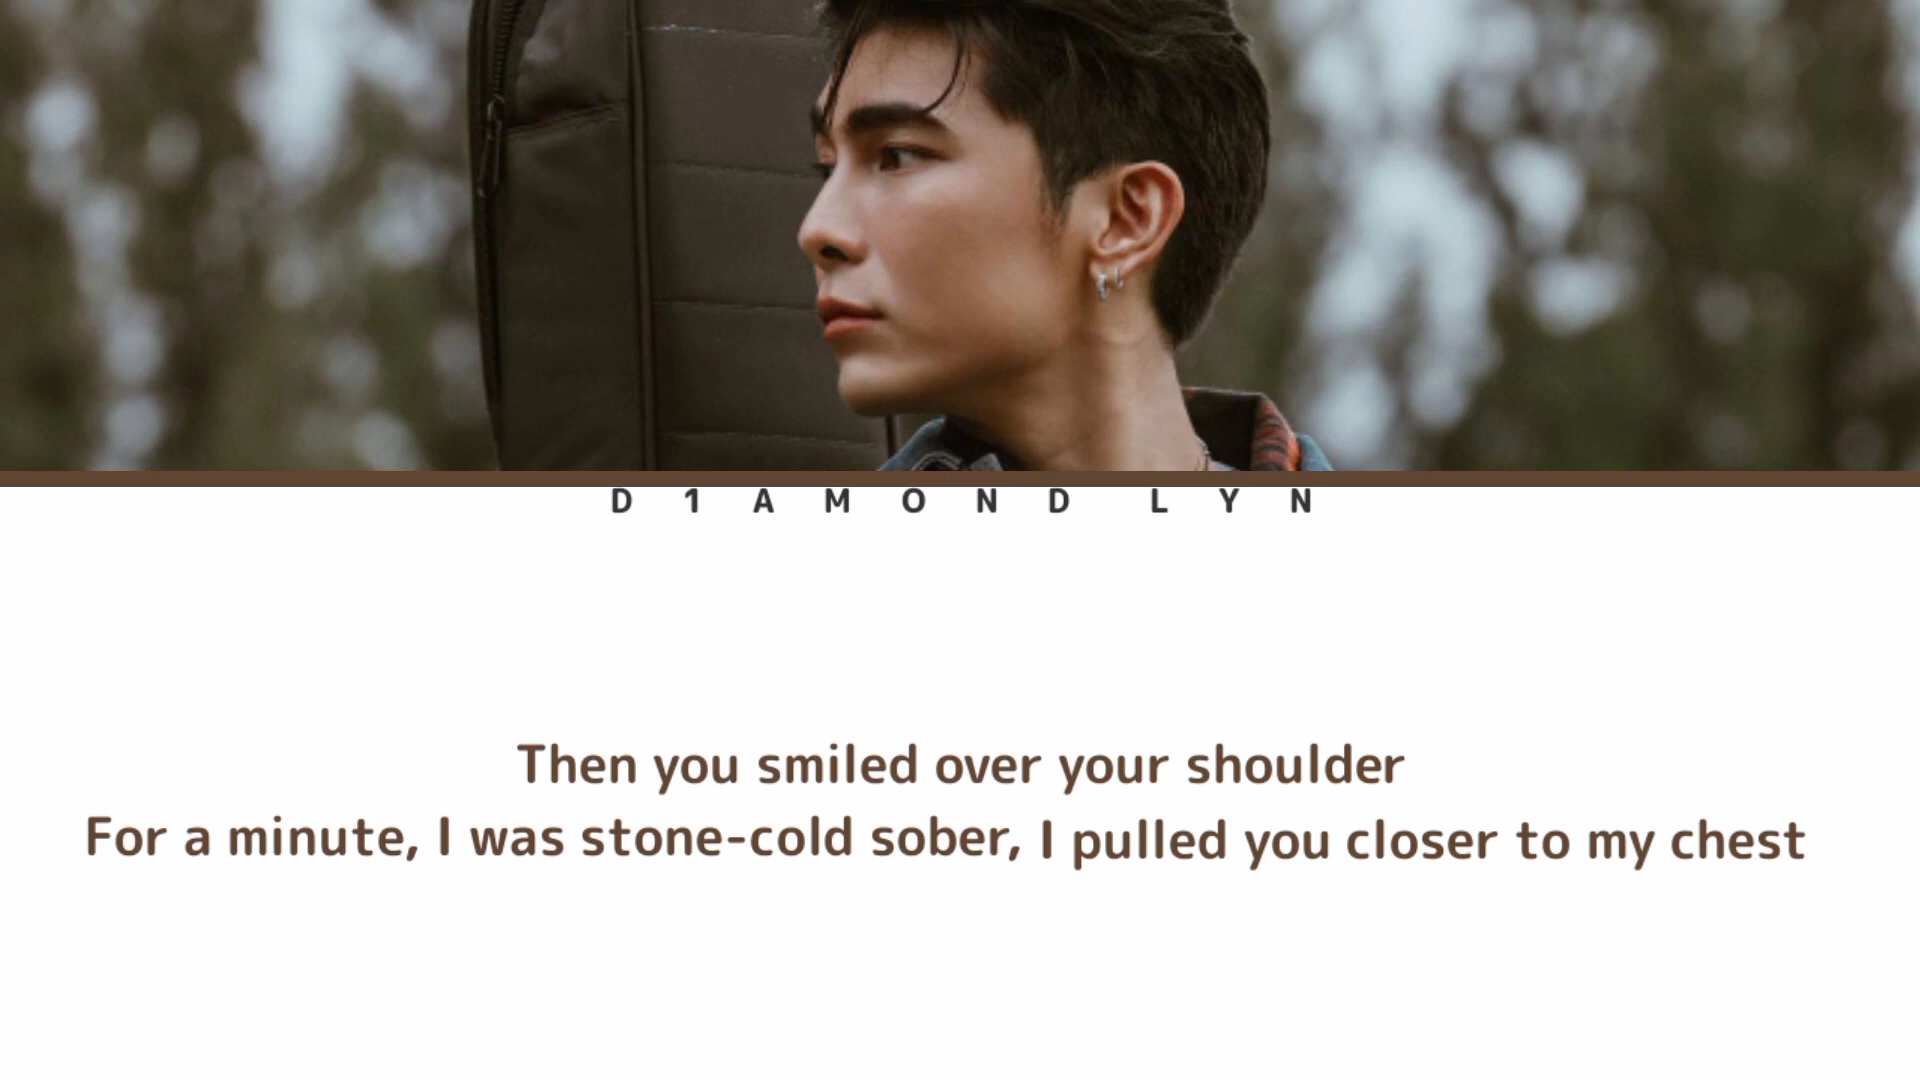 D 1 A M O N D L Y N
Then you smiled over your shoulder
For a minute, I was stone-cold sober, I pulled you closer to my chest